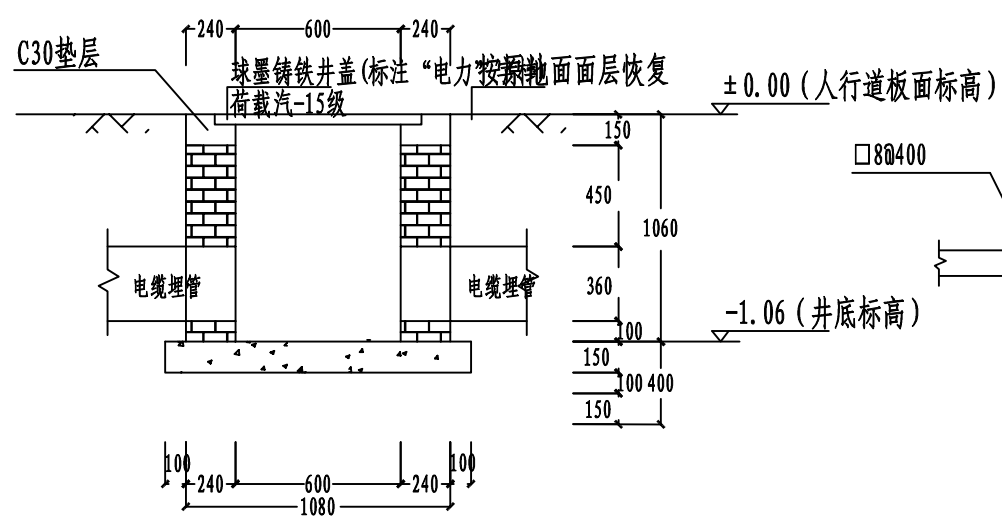 240 600 240
C30垫层
球墨铸铁井盖(标注“电力”
按原地面面层恢复
荷载汽-15级
±0.00(人行道板面标高)
150
□8@400
450
1060
电缆埋管
电缆埋管
360
-1.06(井底标高)
100
150
100 400
150
100 100
240 600 240
1080